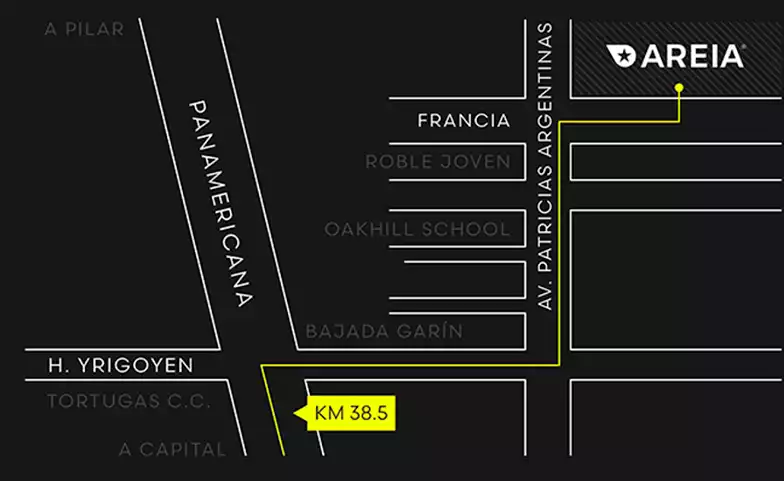 A PILAR
PANAMERICANA
AV. PATRICIAS ARGENTINAS
AREIA®
FRANCIA
ROBLE JOVEN
OAKHILL SCHOOL
BAJADA GARÍN
H. YRIGOYEN
TORTUGAS C.C.
KM 38.5
A CAPITAL